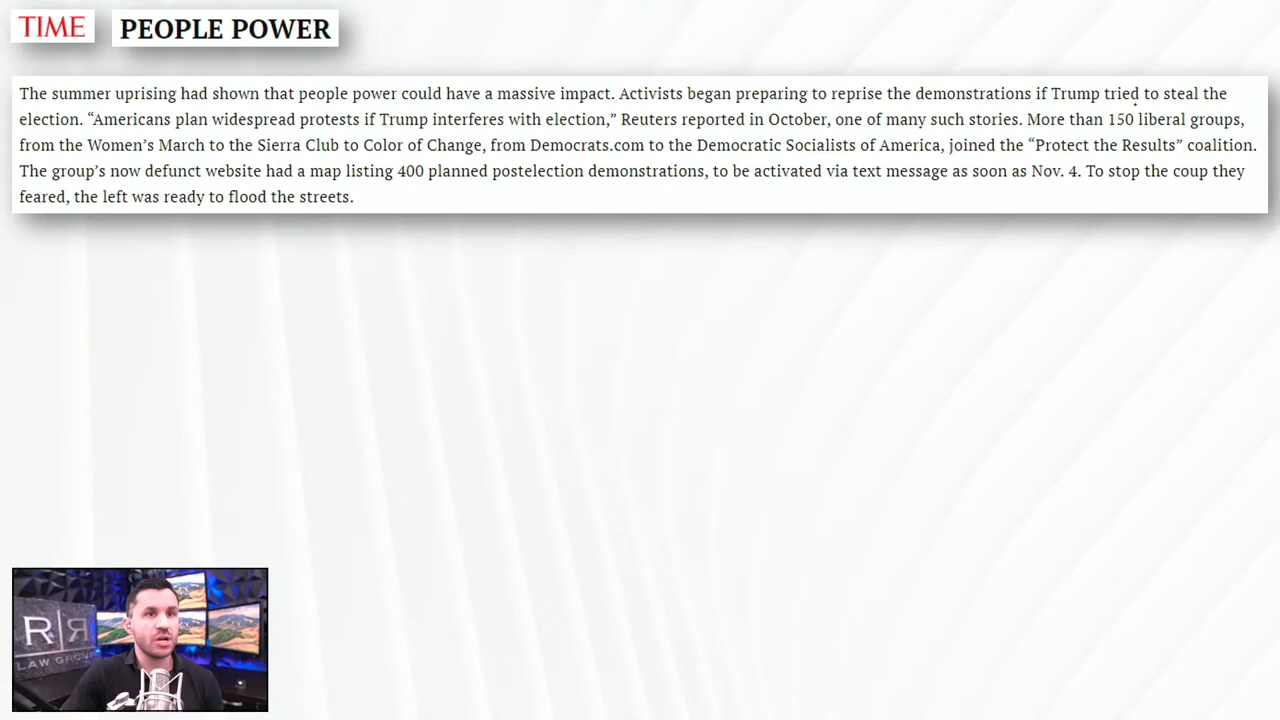 TIME
PEOPLE POWER
The summer uprising had shown that people power could have a massive impact. Activists began preparing to reprise the demonstrations if Trump tried to steal the
election. “Americans plan widespread protests if Trump interferes with election,” Reuters reported in October, one of many such stories. More than 150 liberal groups,
from the Women’s March to the Sierra Club to Color of Change, from Democrats.com to the Democratic Socialists of America, joined the “Protect the Results” coalition.
The group’s now defunct website had a map listing 400 planned postelection demonstrations, to be activated via text message as soon as Nov. 4. To stop the coup they
feared, the left was ready to flood the streets.
R|R
LAW GROUP